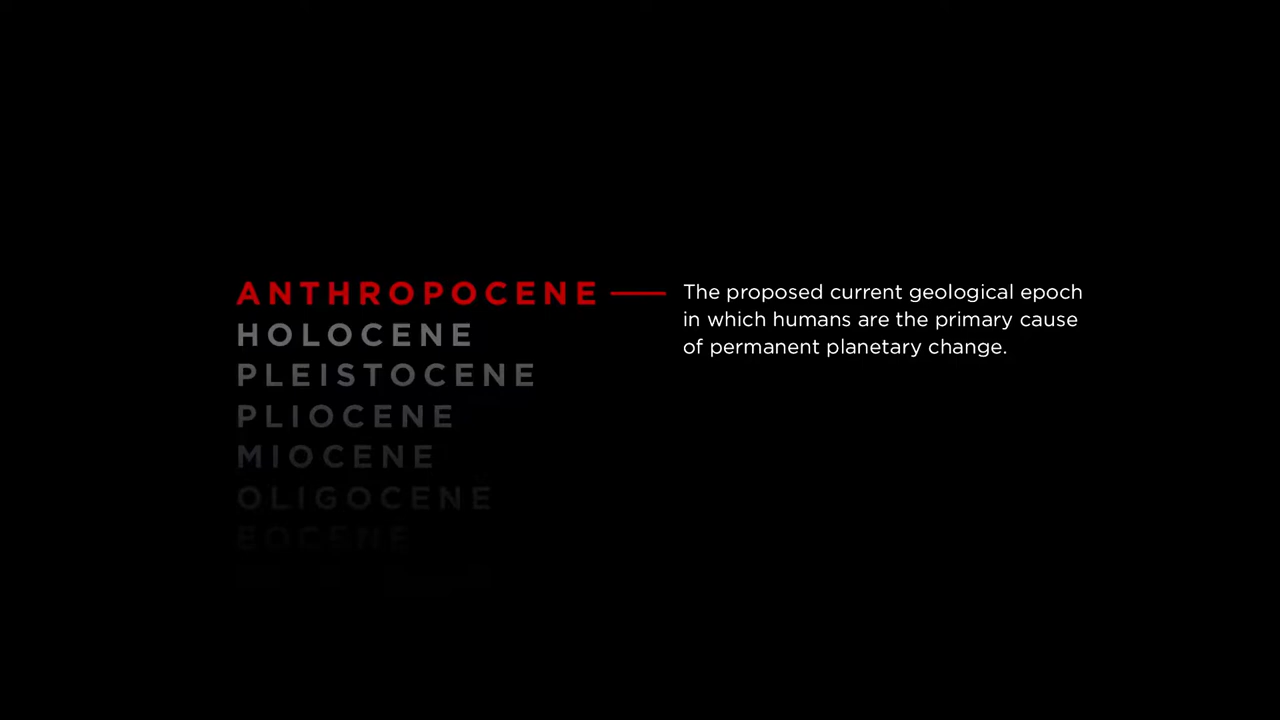 ANTHROPOCENE
The proposed current geological epoch
in which humans are the primary cause
of permanent planetary change.
HOLOCENE
PLEISTOCENE
PLIOCENE
MIOCENE
OLIGOCENE
EOCENE